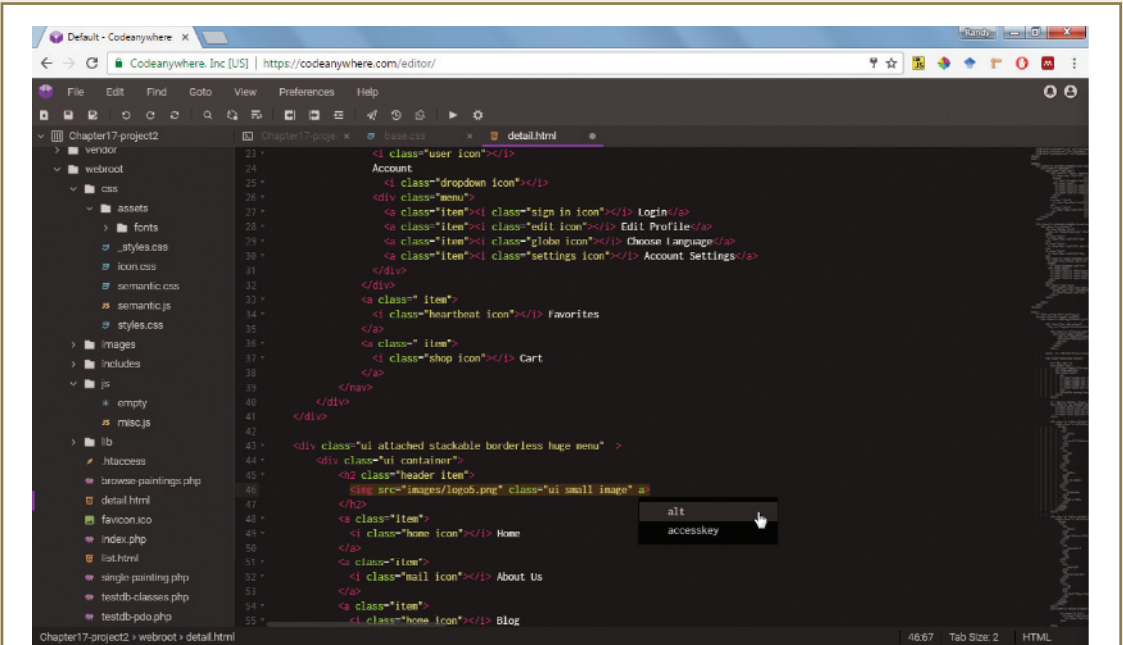 Default - Codeanywhere
Randy
Codeanywhere, Inc [US] | https://codeanywhere.com/editor/
File Edit Find Goto View Preferences Help
Chapter17-project2
Chapter17-proje
base.css
detail.html
vendor
webroot
css
assets
fonts
_styles.css
icon.css
semantic.css
semantic.js
styles.css
images
includes
js
empty
misc.js
lib
.htaccess
browse-paintings.php
detail.html
favicon.ico
index.php
list.html
single-painting.php
testdb-classes.php
testdb-pdo.php
23 <i class="user icon"></i>
24 Account
25 <i class="dropdown icon"></i>
26 <div class="menu">
27 <a class="item"><i class="sign in icon"></i> Login</a>
28 <a class="item"><i class="edit icon"></i> Edit Profile</a>
29 <a class="item"><i class="globe icon"></i> Choose Language</a>
30 <a class="item"><i class="settings icon"></i> Account Settings</a>
31 </div>
32 </div>
33 <a class=" item">
34 <i class="heartbeat icon"></i> Favorites
35 </a>
36 <a class=" item">
37 <i class="shop icon"></i> Cart
38 </a>
39 </nav>
40 </div>
41 </div>
42
43 <div class="ui attached stackable borderless huge menu" >
44 <div class="ui container">
45 <h2 class="header item">
46 <img src="images/logo5.png" class="ui small image" a>
47 </h2>
48 <a class="item">
49 <i class="home icon"></i> Home
50 </a>
51 <a class="item">
52 <i class="mail icon"></i> About Us
53 </a>
54 <a class="item">
55 <i class="home icon"></i> Blog
alt
accesskey
Chapter17-project2 › webroot › detail.html
46:67 Tab Size: 2 HTML